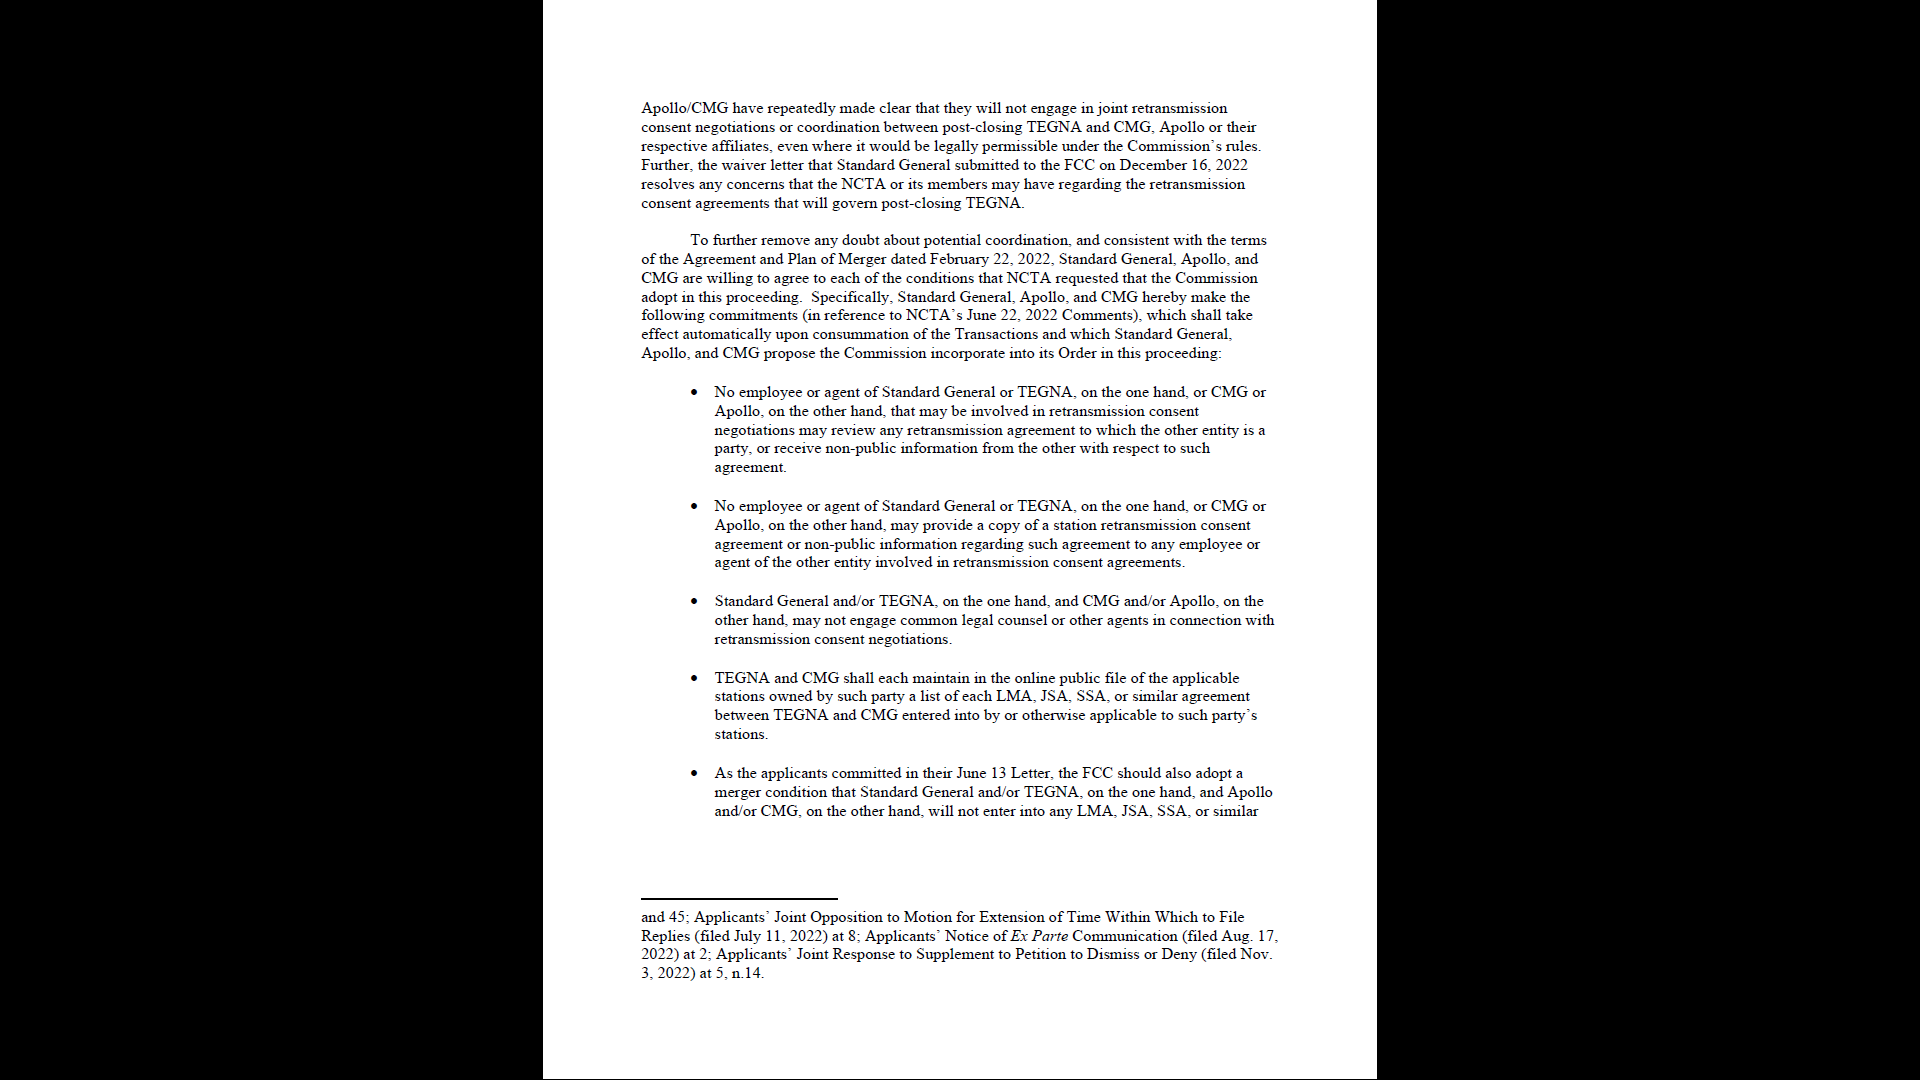 Apollo/CMG have repeatedly made clear that they will not engage in joint retransmission
consent negotiations or coordination between post-closing TEGNA and CMG, Apollo or their
respective affiliates, even where it would be legally permissible under the Commission’s rules.
Further, the waiver letter that Standard General submitted to the FCC on December 16, 2022
resolves any concerns that the NCTA or its members may have regarding the retransmission
consent agreements that will govern post-closing TEGNA.
To further remove any doubt about potential coordination, and consistent with the terms
of the Agreement and Plan of Merger dated February 22, 2022, Standard General, Apollo, and
CMG are willing to agree to each of the conditions that NCTA requested that the Commission
adopt in this proceeding.  Specifically, Standard General, Apollo, and CMG hereby make the
following commitments (in reference to NCTA’s June 22, 2022 Comments), which shall take
effect automatically upon consummation of the Transactions and which Standard General,
Apollo, and CMG propose the Commission incorporate into its Order in this proceeding:
• No employee or agent of Standard General or TEGNA, on the one hand, or CMG or
Apollo, on the other hand, that may be involved in retransmission consent
negotiations may review any retransmission agreement to which the other entity is a
party, or receive non-public information from the other with respect to such
agreement.
• No employee or agent of Standard General or TEGNA, on the one hand, or CMG or
Apollo, on the other hand, may provide a copy of a station retransmission consent
agreement or non-public information regarding such agreement to any employee or
agent of the other entity involved in retransmission consent agreements.
• Standard General and/or TEGNA, on the one hand, and CMG and/or Apollo, on the
other hand, may not engage common legal counsel or other agents in connection with
retransmission consent negotiations.
• TEGNA and CMG shall each maintain in the online public file of the applicable
stations owned by such party a list of each LMA, JSA, SSA, or similar agreement
between TEGNA and CMG entered into by or otherwise applicable to such party’s
stations.
• As the applicants committed in their June 13 Letter, the FCC should also adopt a
merger condition that Standard General and/or TEGNA, on the one hand, and Apollo
and/or CMG, on the other hand, will not enter into any LMA, JSA, SSA, or similar
and 45; Applicants’ Joint Opposition to Motion for Extension of Time Within Which to File
Replies (filed July 11, 2022) at 8; Applicants’ Notice of Ex Parte Communication (filed Aug. 17,
2022) at 2; Applicants’ Joint Response to Supplement to Petition to Dismiss or Deny (filed Nov.
3, 2022) at 5, n.14.